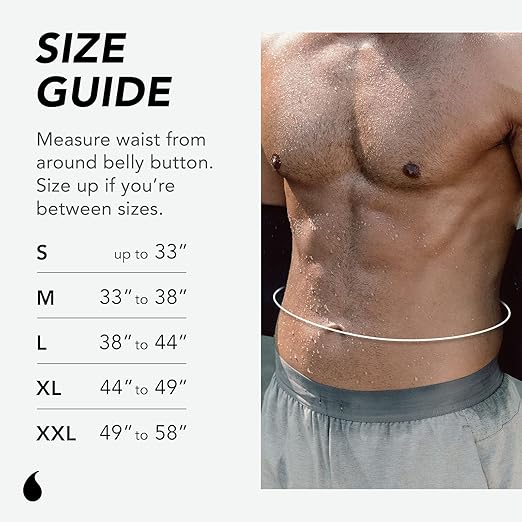 SIZE
GUIDE
Measure waist from
around belly button.
Size up if you’re
between sizes.
S up to 33”
M 33” to 38”
L 38” to 44”
XL 44” to 49”
XXL 49” to 58”